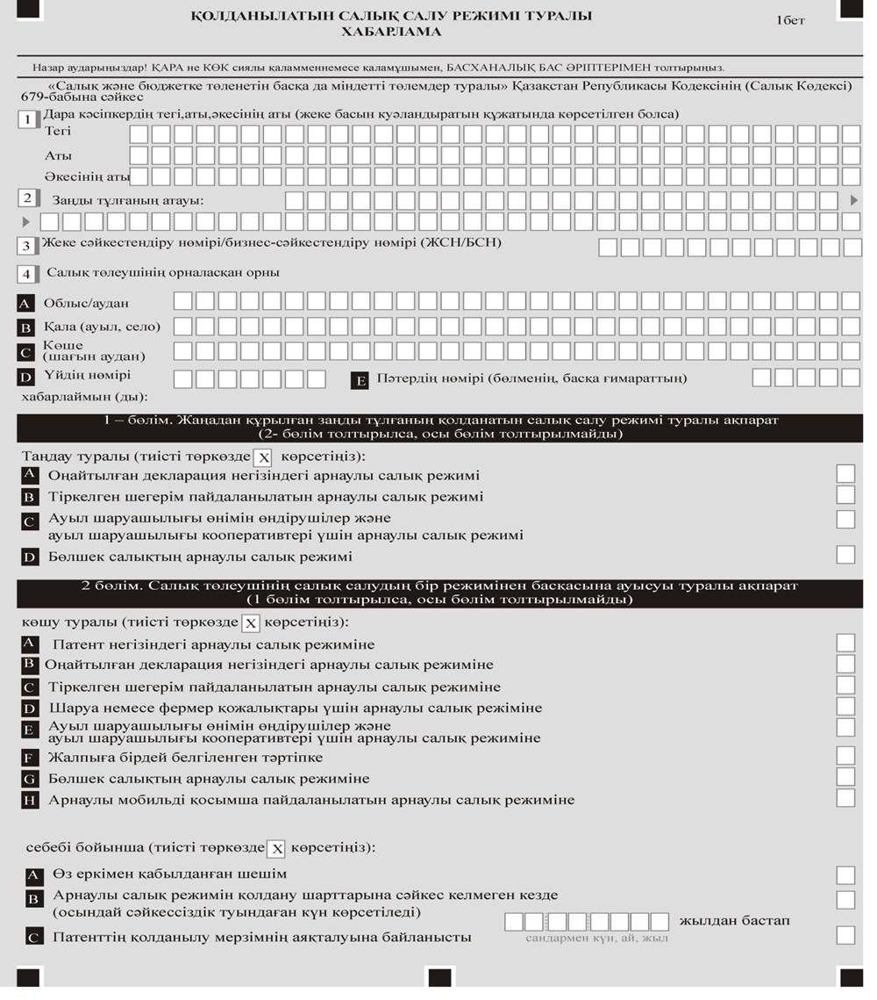 ҚОЛДАНЫЛАТЫН САЛЫҚ САЛУ РЕЖИМІ ТУРАЛЫ
ХАБАРЛАМА
1бет
Назар аударыңыздар! ҚАРА не КӨК сиялы қаламменнемесе қаламұшымен, БАСХАНАЛЫҚ БАС ӘРІПТЕРІМЕН толтырыңыз.
«Салық және бюджетке төленетін басқа да міндетті төлемдер туралы» Қазақстан Републикасы Кодексінің (Салық Кодексі)
679-бабына сәйкес
1 Дара кәсіпкердің тегі,аты,әкесінің аты (жеке басын куәландыратын құжатында көрсетілген болса)
Тегі
Аты
Әкесінің аты
2 Заңды тұлғаның атауы:
3 Жеке сәйкестендіру нөмірі/бизнес-сәйкестендіру нөмірі (ЖСН/БСН)
4 Салық төлеушінің орналасқан орны
A Облыс/аудан
B Қала (ауыл, село)
C Көше
(шағын аудан)
D Үйдің нөмірі E Пәтердің нөмірі (бөлменің, басқа ғимараттың)
хабарлаймын (ды):
1 – бөлім. Жаңадан құрылған заңды тұлғаның қолданатын салық салу режимі туралы ақпарат
(2- бөлім толтырылса, осы бөлім толтырылмайды)
Таңдау туралы (тиісті төркөзде X көрсетіңіз):
A Оңайтылған декларация негізіндегі арнаулы салық режимі
B Тіркелген шегерім пайдаланылатын арнаулы салық режимі
C Ауыл шаруашылығы өнімін өндірушілер және
ауыл шаруашылығы кооперативтері үшін арнаулы салық режимі
D Бөлшек салықтың арнаулы салық режимі
2 бөлім. Салық төлеушінің салық салудың бір режимінен басқасына ауысуы туралы ақпарат
(1 бөлім толтырылса, осы бөлім толтырылмайды)
көшу туралы (тиісті төркөзде X көрсетіңіз):
A Патент негізіндегі арнаулы салық режиміне
B Оңайтылған декларация негізіндегі арнаулы салық режиміне
C Тіркелген шегерім пайдаланылатын арнаулы салық режиміне
D Шаруа немесе фермер қожалықтары үшін арнаулы салық режіміне
E Ауыл шаруашылығы өнімін өңдірушілер және
ауыл шаруашылығы кооперативтері үшін арнаулы салық режиміне
F Жалпыға бірдей белгіленген тәртіпке
G Бөлшек салықтың арнаулы салық режиміне
H Арнаулы мобильді қосымша пайдаланылатын арнаулы салық режиміне
себебі бойынша (тиісті төркөзде X көрсетіңіз):
A Өз еркімен қабылданған шешім
B Арнаулы салық режимін қолдану шарттарына сәйкес келмеген кезде
(осындай сәйкессіздік туындаған күн көрсетіледі) жылдан бастап
сандармен күн, ай, жыл
C Патенттің қолданылу мерзімнің аяқталуына байланысты